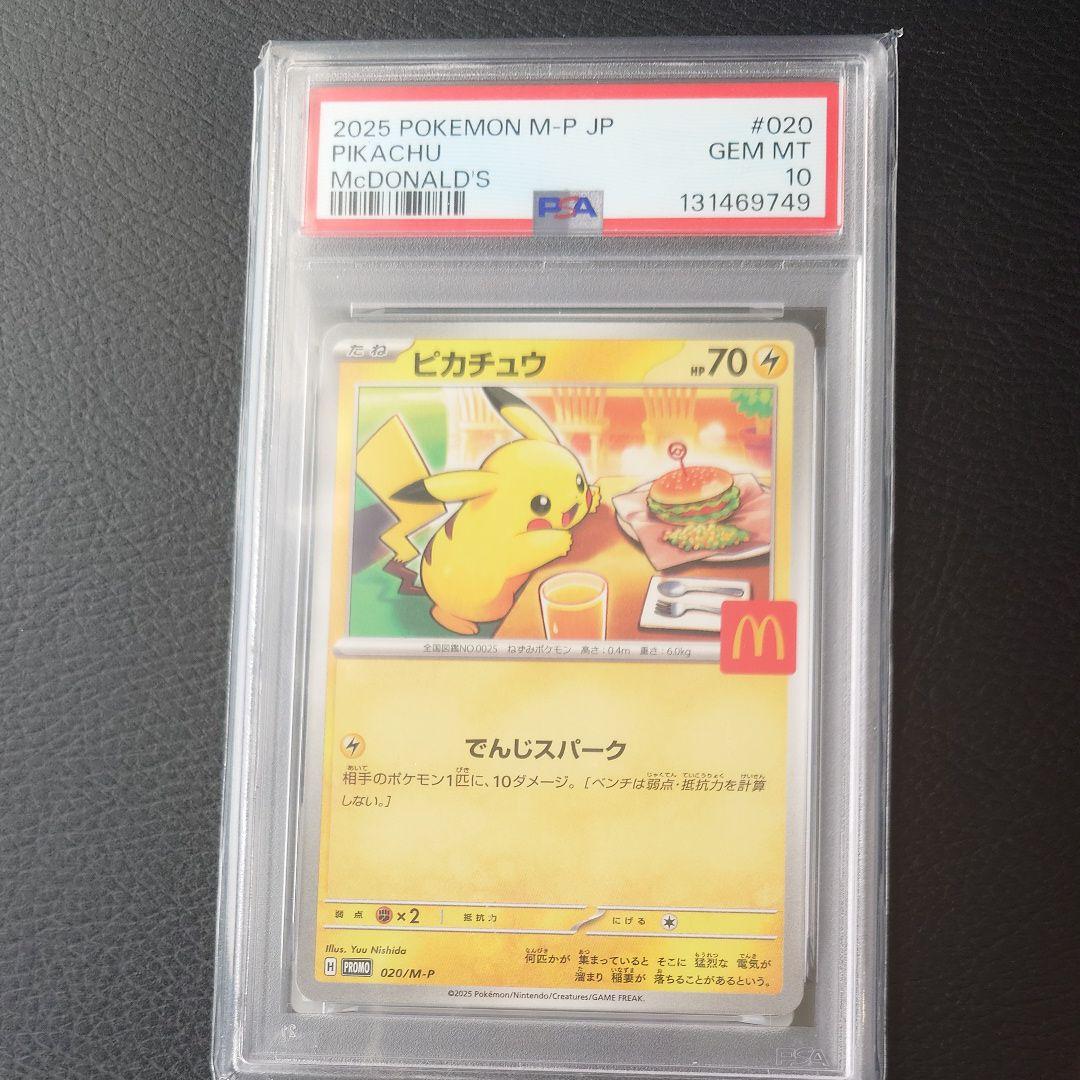 2025 POKEMON M-P JP #020
PIKACHU GEM MT
McDONALD'S 10
PSA 131469749
たね ピカチュウ HP70
M
全国図鑑NO.0025 ねずみポケモン 高さ:0.4m 重さ:6.0kg
でんじスパーク
相手のポケモン1匹に、10ダメージ。[ベンチは弱点・抵抗力を計算
しない。]
弱点 ×2 抵抗力 にげる
Illus. Yuu Nishida
何匹かが 集まっていると そこに 猛烈な 電気が
溜まり 稲妻が 落ちることがあるという。
H PROMO 020/M-P
©2025 Pokémon/Nintendo/Creatures/GAME FREAK.
PSA